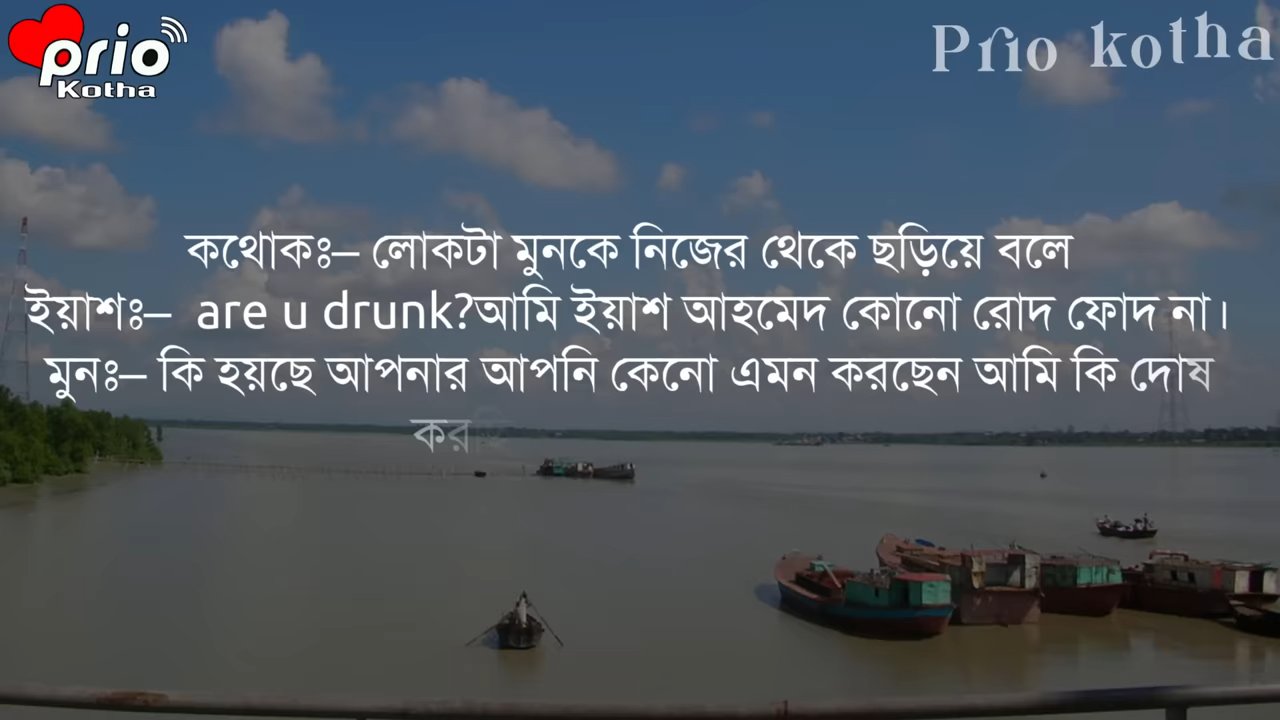 prio
Kotha
Prio kotha
কথোকঃ– লোকটা মুনকে নিজের থেকে ছড়িয়ে বলে
ইয়াশঃ– are u drunk?আমি ইয়াশ আহমেদ কোনো রোদ ফোদ না।
মুনঃ– কি হয়ছে আপনার আপনি কেনো এমন করছেন আমি কি দোষ
কর